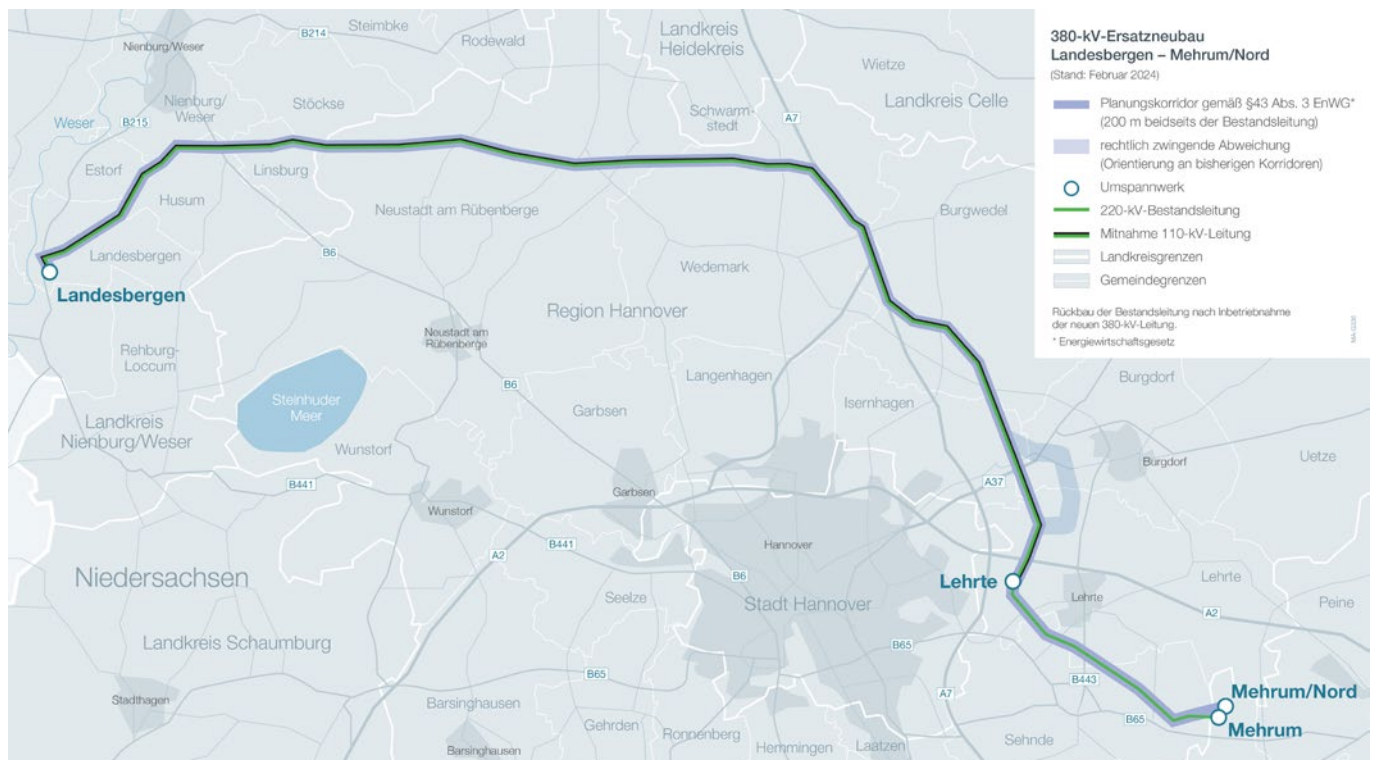 380-kV-Ersatzneubau
Landesbergen – Mehrum/Nord
(Stand: Februar 2024)
Planungskorridor gemäß §43 Abs. 3 EnWG*
(200 m beidseits der Bestandsleitung)
rechtlich zwingende Abweichung
(Orientierung an bisherigen Korridoren)
Umspannwerk
220-kV-Bestandsleitung
Mitnahme 110-kV-Leitung
Landkreisgrenzen
Gemeindegrenzen
Rückbau der Bestandsleitung nach Inbetriebnahme
der neuen 380-kV-Leitung.
* Energiewirtschaftsgesetz
Steimbke
B214
Rodewald
Landkreis
Heidekreis
Nienburg/Weser
Wietze
Landkreis Celle
Nienburg/
Weser
Stöckse
Schwarm-
stedt
A7
Weser
B215
Estorf
Linsburg
Husum
Neustadt am Rübenberge
Burgwedel
Landesbergen
B6
Wedemark
Landesbergen
Region Hannover
Neustadt am
Rübenberge
Rehburg-
Loccum
Langenhagen
Burgdorf
B6
Steinhuder
Meer
Garbsen
Isernhagen
Landkreis
Nienburg/Weser
Wunstorf
Burgdorf
Uetze
B441
A37
Garbsen
Wunstorf
Hannover
A2
B441
B6
Niedersachsen
Lehrte
Lehrte
Seelze
Stadt Hannover
Lehrte
Peine
A2
Landkreis Schaumburg
B65
B65
B443
Stadthagen
A7
Mehrum/Nord
Barsinghausen
B65
Mehrum
Gehrden
Ronnenberg
Sehnde
Barsinghausen
Hemmingen
Laatzen